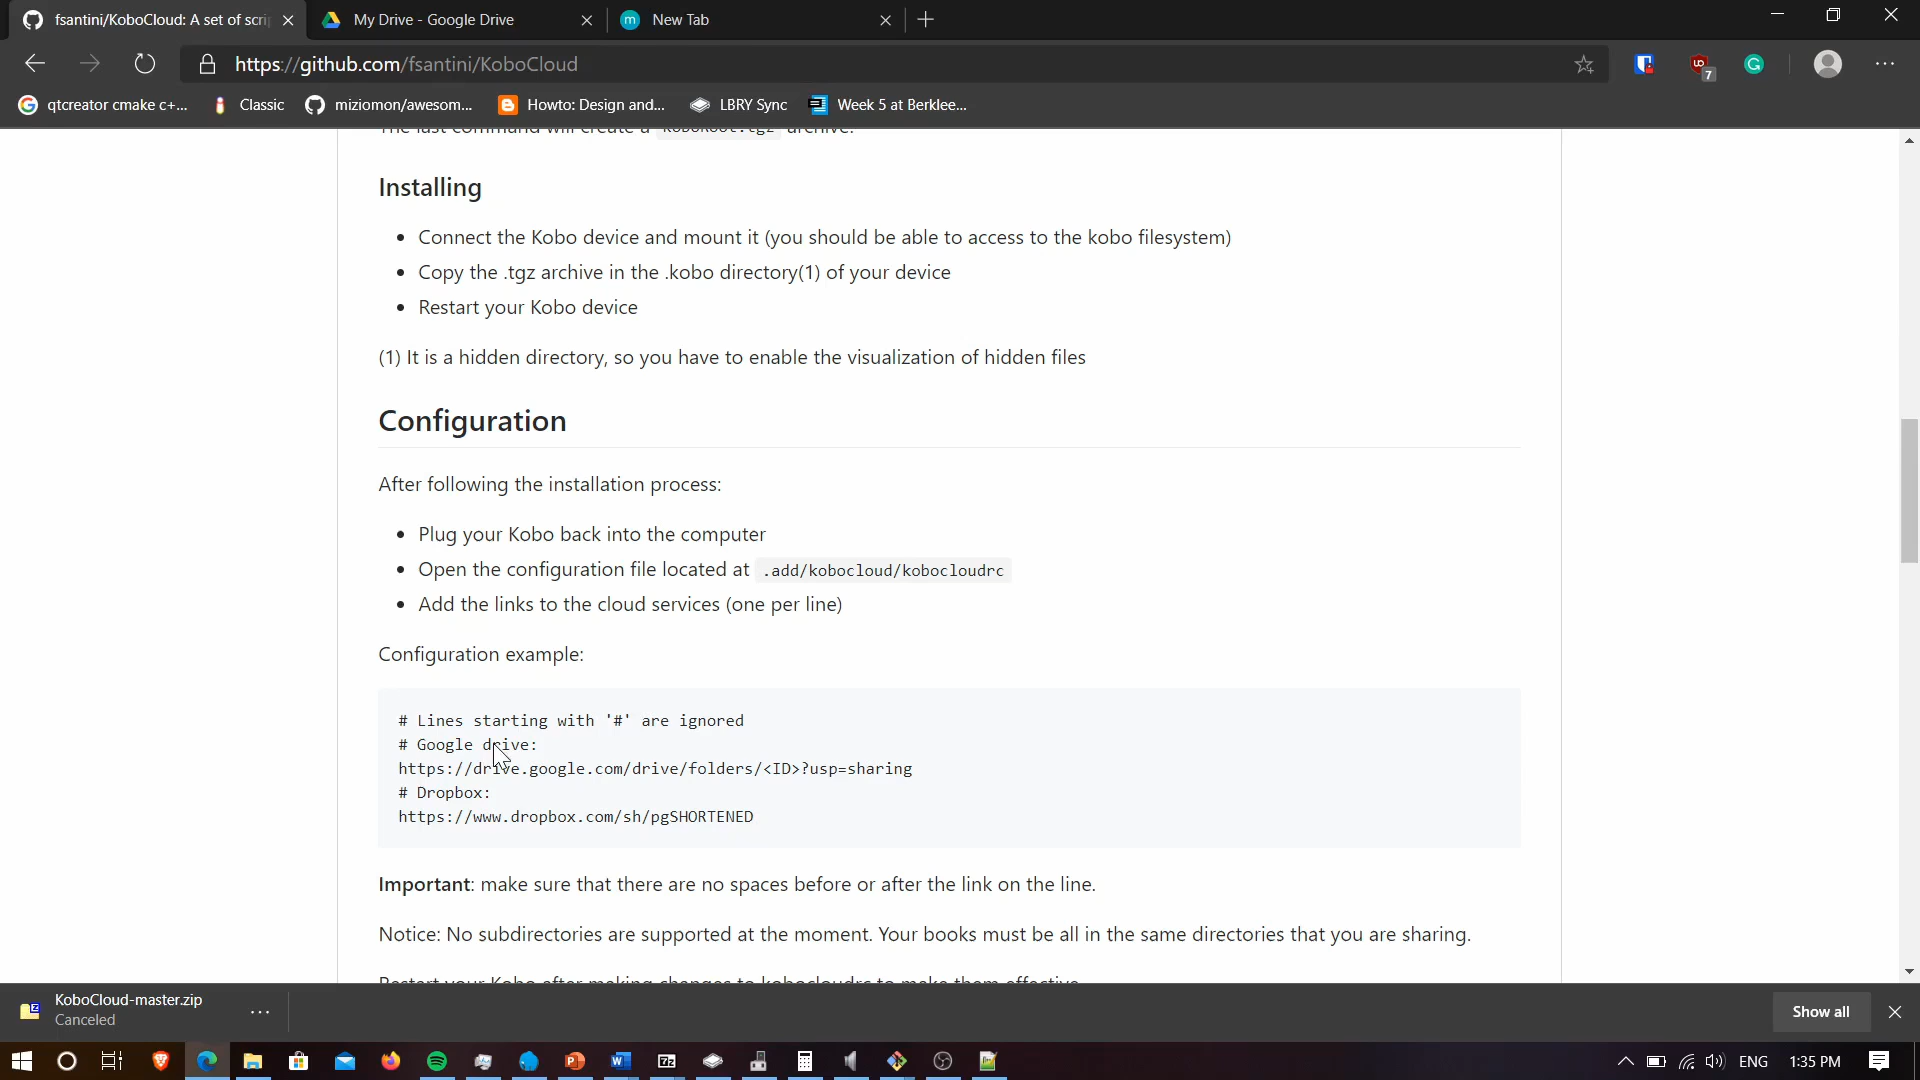 fsantini/KoboCloud: A set of scri
My Drive - Google Drive
New Tab
https://github.com/fsantini/KoboCloud
7
qtcreator cmake c+...
Classic
miziomon/awesom...
Howto: Design and...
LBRY Sync
Week 5 at Berklee...
The last command will create a KoboRoot.tgz archive.
Installing
Connect the Kobo device and mount it (you should be able to access to the kobo filesystem)
Copy the .tgz archive in the .kobo directory(1) of your device
Restart your Kobo device
(1) It is a hidden directory, so you have to enable the visualization of hidden files
Configuration
After following the installation process:
Plug your Kobo back into the computer
Open the configuration file located at .add/kobocloud/kobocloudrc
Add the links to the cloud services (one per line)
Configuration example:
# Lines starting with '#' are ignored
# Google drive:
https://drive.google.com/drive/folders/<ID>?usp=sharing
# Dropbox:
https://www.dropbox.com/sh/pgSHORTENED
Important: make sure that there are no spaces before or after the link on the line.
Notice: No subdirectories are supported at the moment. Your books must be all in the same directories that you are sharing.
Restart your Kobo after making changes to kobocloudrc to make them effective
KoboCloud-master.zip
Canceled
Show all
ENG
1:35 PM